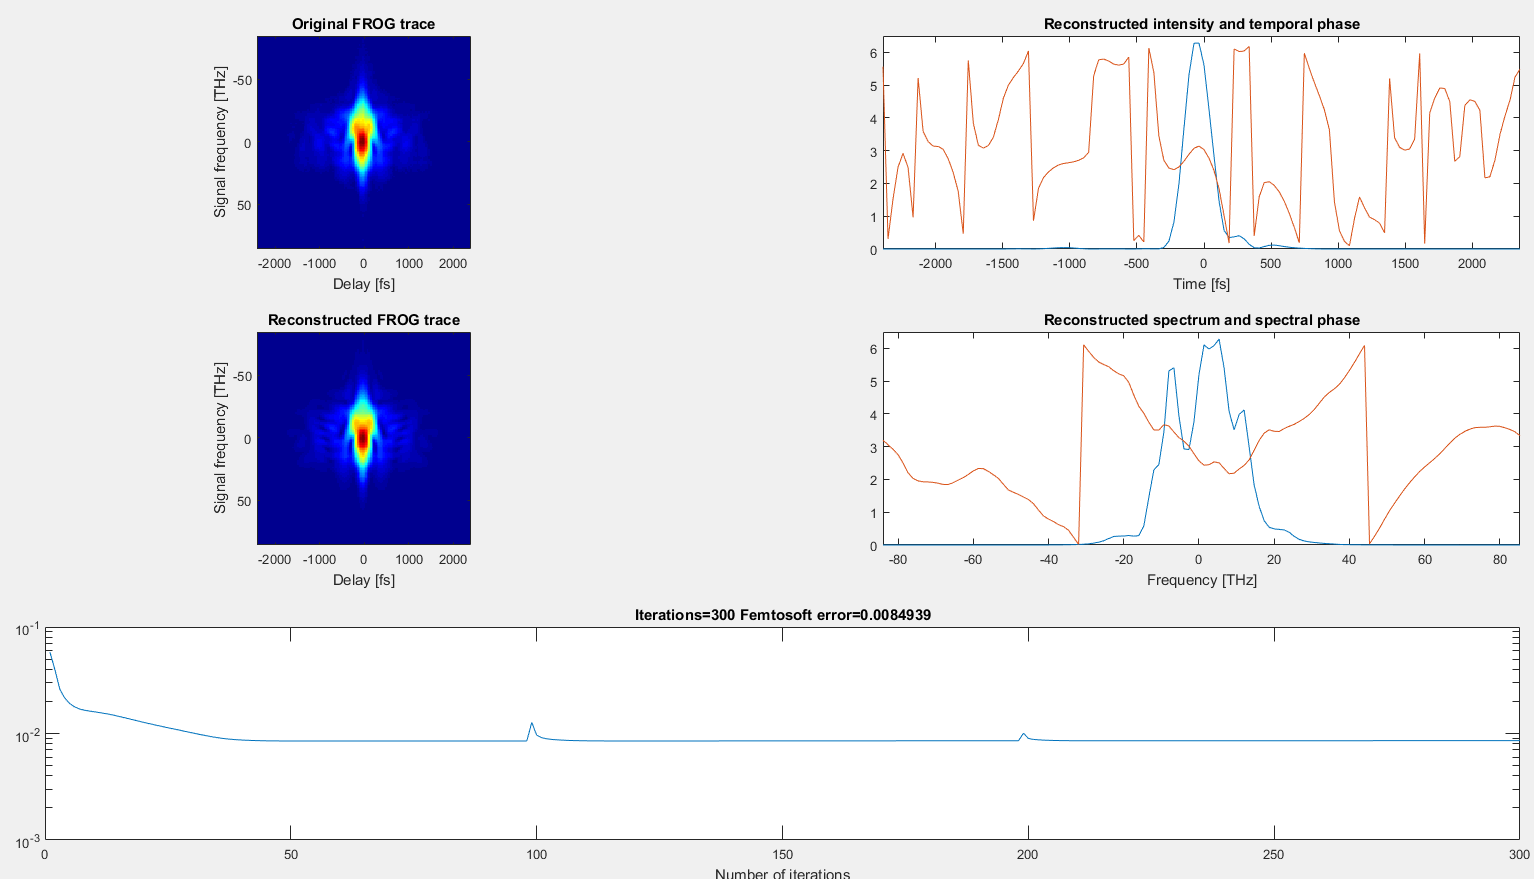 Original FROG trace
Signal frequency [THz]
-50
0
50
-2000 -1000 0 1000 2000
Delay [fs]
Reconstructed intensity and temporal phase
6
5
4
3
2
1
0
-2000 -1500 -1000 -500 0 500 1000 1500 2000
Time [fs]
Reconstructed FROG trace
Signal frequency [THz]
-50
0
50
-2000 -1000 0 1000 2000
Delay [fs]
Reconstructed spectrum and spectral phase
6
5
4
3
2
1
0
-80 -60 -40 -20 0 20 40 60 80
Frequency [THz]
Iterations=300 Femtosoft error=0.0084939
10-1
10-2
10-3
0 50 100 150 200 250 300
Number of iterations